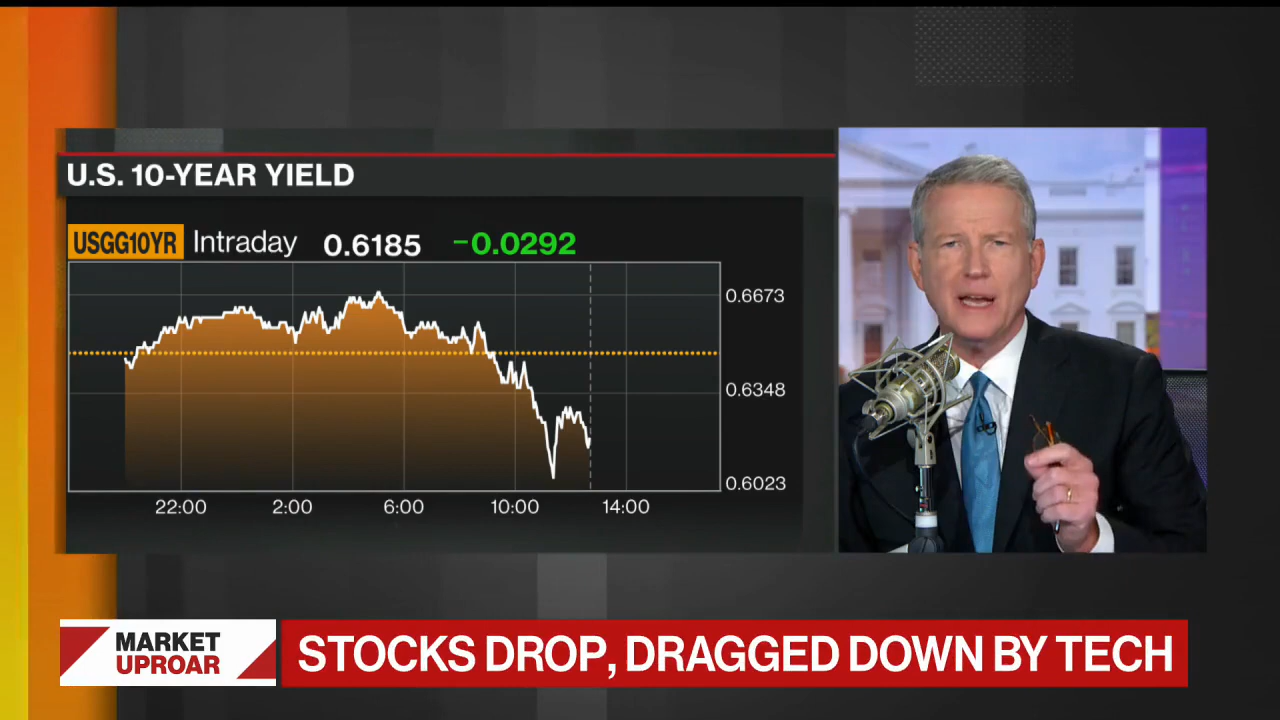 U.S. 10-YEAR YIELD
USGG10YR Intraday 0.6185 -0.0292
0.6673
0.6348
0.6023
22:00 2:00 6:00 10:00 14:00
MARKET
UPROAR
STOCKS DROP, DRAGGED DOWN BY TECH